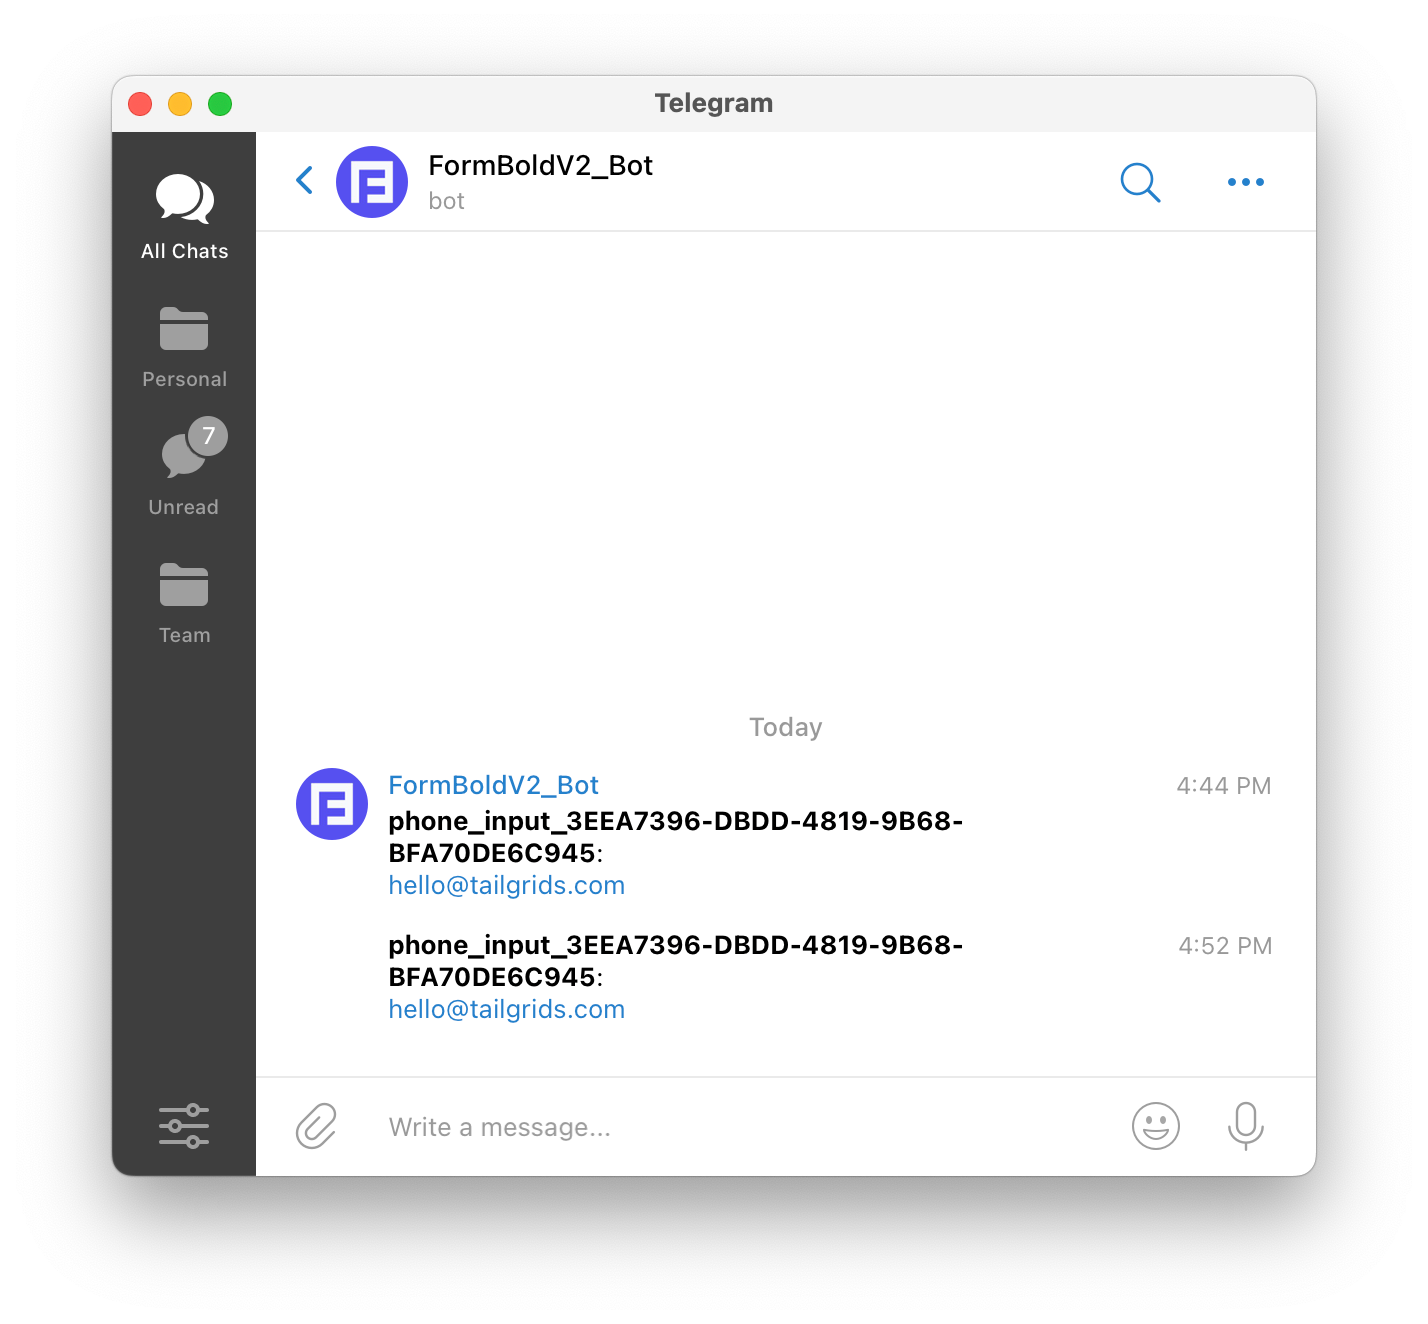 Telegram
All Chats
Personal
7
Unread
Team
FormBoldV2_Bot
bot
Today
FormBoldV2_Bot
4:44 PM
phone_input_3EEA7396-DBDD-4819-9B68-
BFA70DE6C945:
hello@tailgrids.com
phone_input_3EEA7396-DBDD-4819-9B68-
4:52 PM
BFA70DE6C945:
hello@tailgrids.com
Write a message...